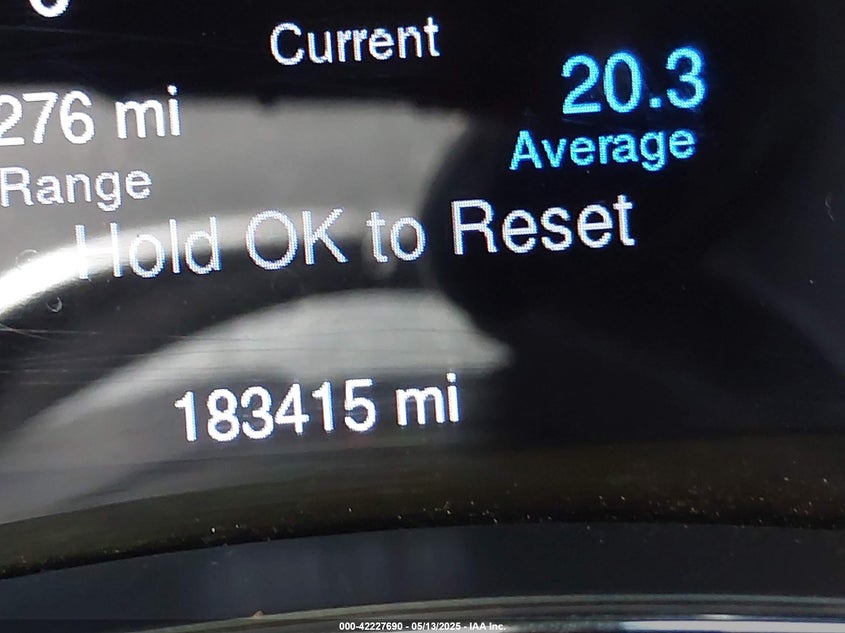 Current
20.3
276 mi
Average
Range
Hold OK to Reset
183415 mi
000-42227690 - 05/13/2025 - IAA Inc.